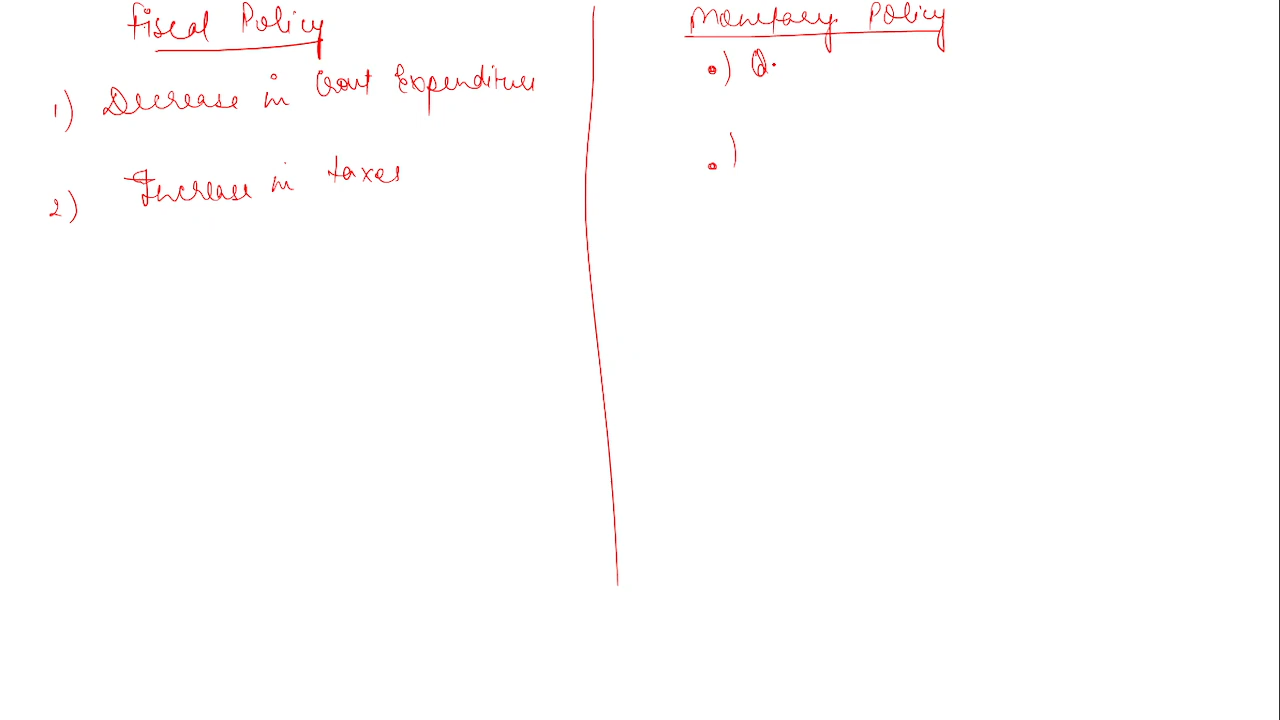 Fiscal Policy
1) Decrease in Govt Expenditure
2) Increase in taxes
Monetary Policy
•) Q.
•)